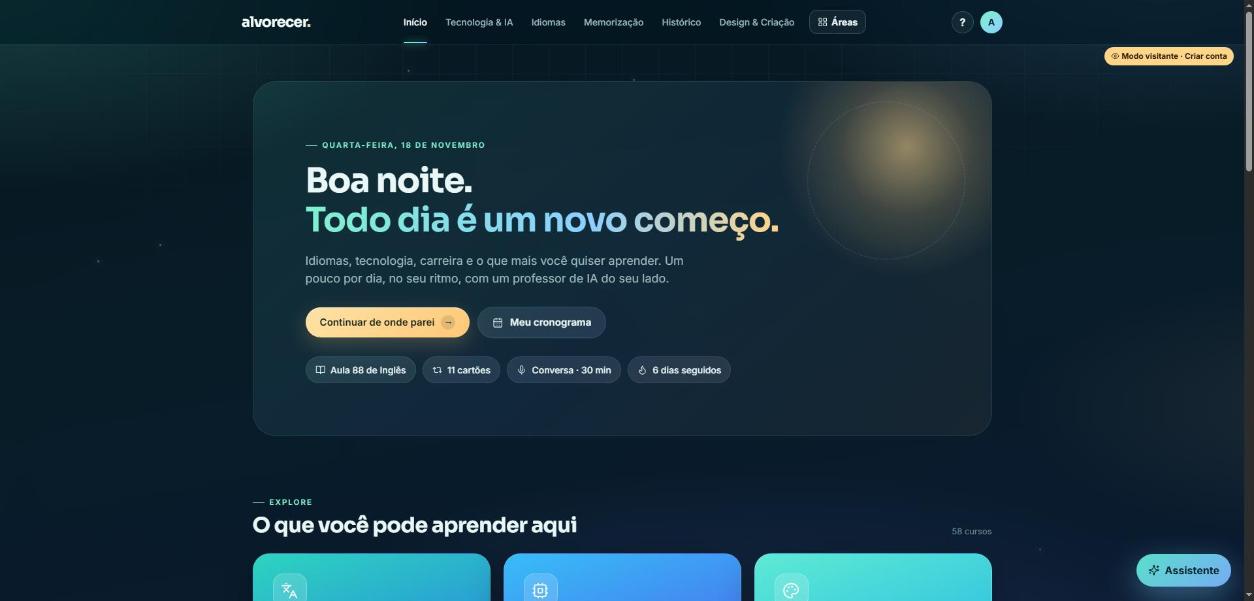 alvorecer.
Início
Tecnologia & IA
Idiomas
Memorização
Histórico
Design & Criação
Áreas
?
A
Modo visitante · Criar conta
QUARTA-FEIRA, 18 DE NOVEMBRO
Boa noite.
Todo dia é um novo começo.
Idiomas, tecnologia, carreira e o que mais você quiser aprender. Um
pouco por dia, no seu ritmo, com um professor de IA do seu lado.
Continuar de onde parei →
Meu cronograma
Aula 88 de Inglês
11 cartões
Conversa · 30 min
6 dias seguidos
EXPLORE
O que você pode aprender aqui
58 cursos
Assistente